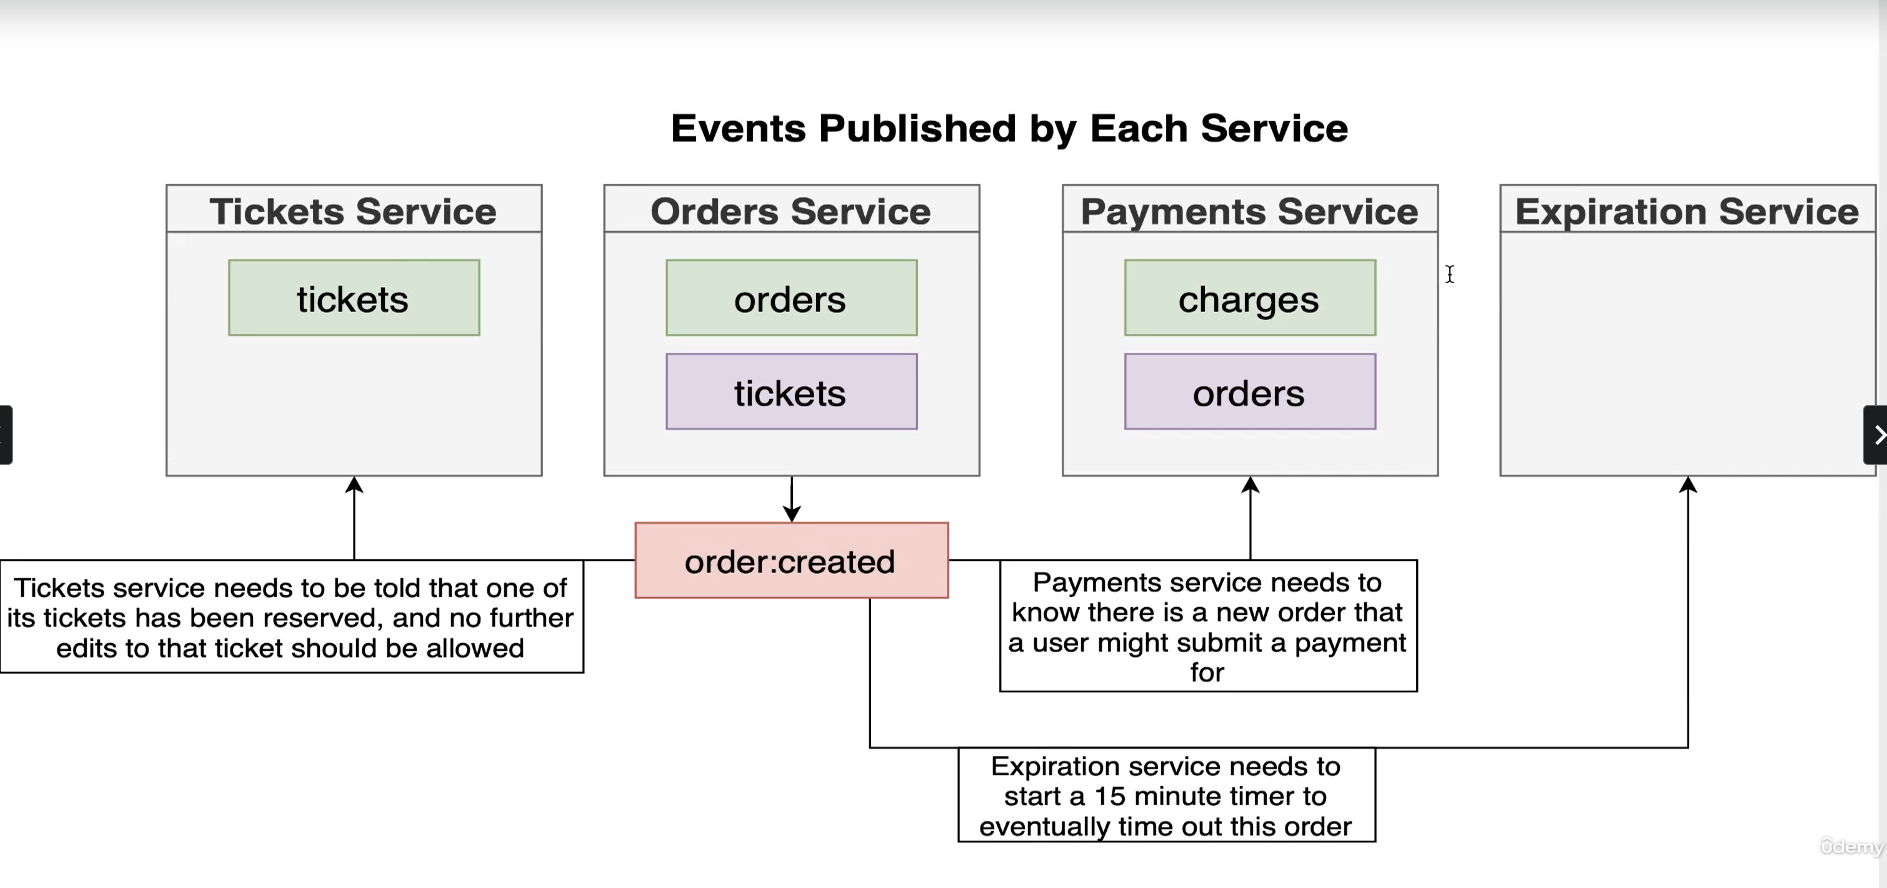 Events Published by Each Service
Tickets Service
Orders Service
Payments Service
Expiration Service
tickets
orders
charges
tickets
orders
order:created
Tickets service needs to be told that one of
its tickets has been reserved, and no further
edits to that ticket should be allowed
Payments service needs to
know there is a new order that
a user might submit a payment
for
Expiration service needs to
start a 15 minute timer to
eventually time out this order
ûdemy